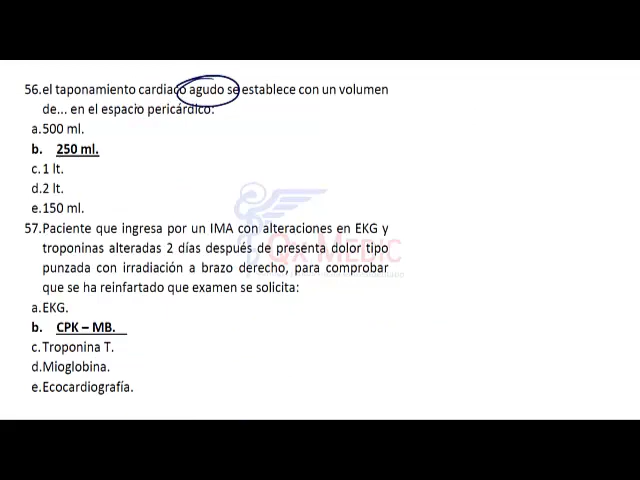 56.el taponamiento cardiaco agudo se establece con un volumen
de... en el espacio pericárdico:
a.500 ml.
b. 250 ml.
c.1 lt.
d.2 lt.
e.150 ml.
57.Paciente que ingresa por un IMA con alteraciones en EKG y
troponinas alteradas 2 días después de presenta dolor tipo
punzada con irradiación a brazo derecho, para comprobar
que se ha reinfartado que examen se solicita:
a.EKG.
b. CPK – MB.
c.Troponina T.
d.Mioglobina.
e.Ecocardiografía.
QX MEDIC